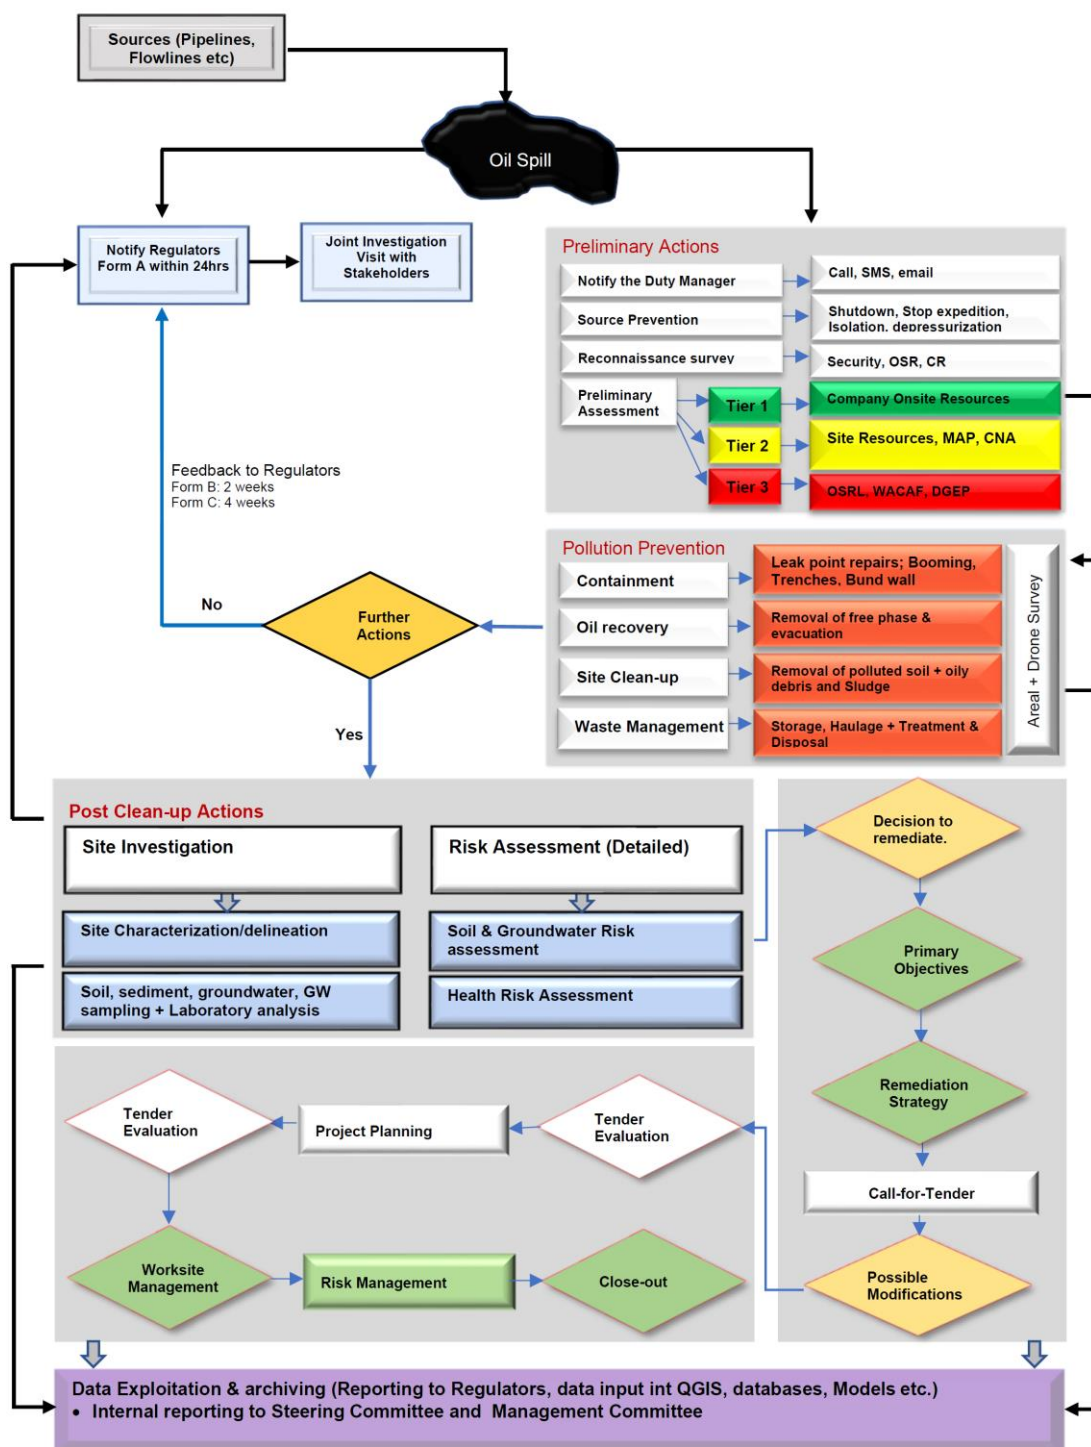 Sources (Pipelines,
Flowlines etc)
Oil Spill
Notify Regulators
Form A within 24hrs
Joint Investigation
Visit with
Stakeholders
Preliminary Actions
Notify the Duty Manager
Call, SMS, email
Source Prevention
Shutdown, Stop expedition,
Isolation. depressurization
Reconnaissance survey
Security, OSR, CR
Preliminary
Assessment
Tier 1
Company Onsite Resources
Tier 2
Site Resources, MAP, CNA
Tier 3
OSRL, WACAF, DGEP
Feedback to Regulators
Form B: 2 weeks
Form C: 4 weeks
Pollution Prevention
Containment
Leak point repairs; Booming,
Trenches. Bund wall
Oil recovery
Removal of free phase &
evacuation
Site Clean-up
Removal of polluted soil + oily
debris and Sludge
Waste Management
Storage, Haulage + Treatment &
Disposal
Areal + Drone Survey
Further
Actions
No
Yes
Post Clean-up Actions
Site Investigation
Risk Assessment (Detailed)
Site Characterization/delineation
Soil & Groundwater Risk
assessment
Soil, sediment, groundwater, GW
sampling + Laboratory analysis
Health Risk Assessment
Decision to
remediate.
Primary
Objectives
Remediation
Strategy
Call-for-Tender
Possible
Modifications
Tender
Evaluation
Project Planning
Tender
Evaluation
Worksite
Management
Risk Management
Close-out
Data Exploitation & archiving (Reporting to Regulators, data input int QGIS, databases, Models etc.)
• Internal reporting to Steering Committee and Management Committee